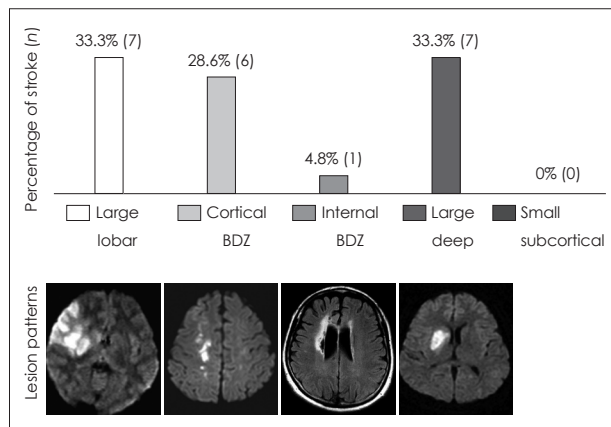 Percentage of stroke (n)
33.3% (7)
28.6% (6)
4.8% (1)
33.3% (7)
0% (0)
Large
lobar
Cortical
BDZ
Internal
BDZ
Large
deep
Small
subcortical
Lesion patterns